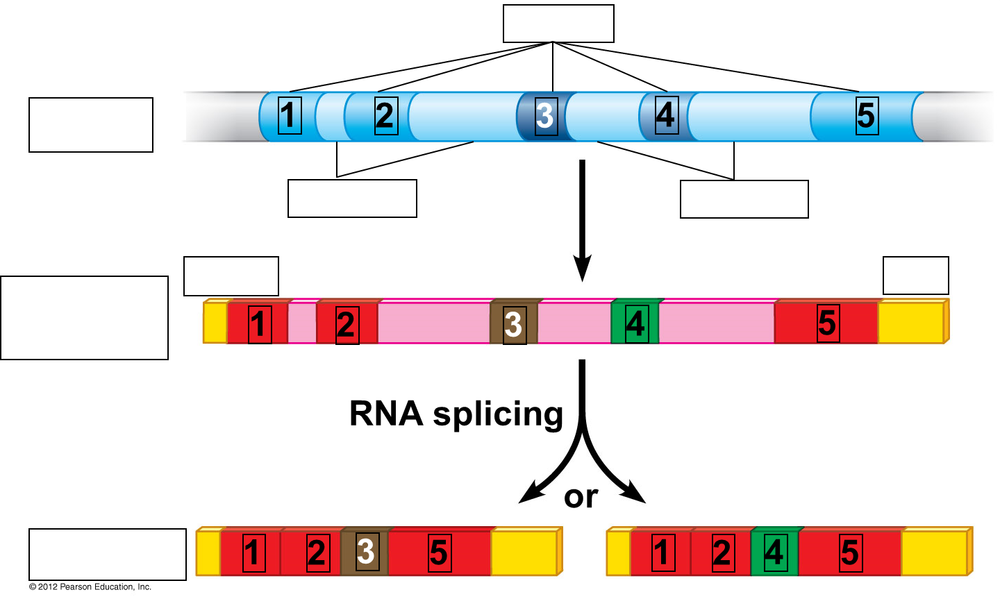 1 2 3 4 5
1 2 3 4 5
RNA splicing
or
1 2 3 5 1 2 4 5
© 2012 Pearson Education, Inc.